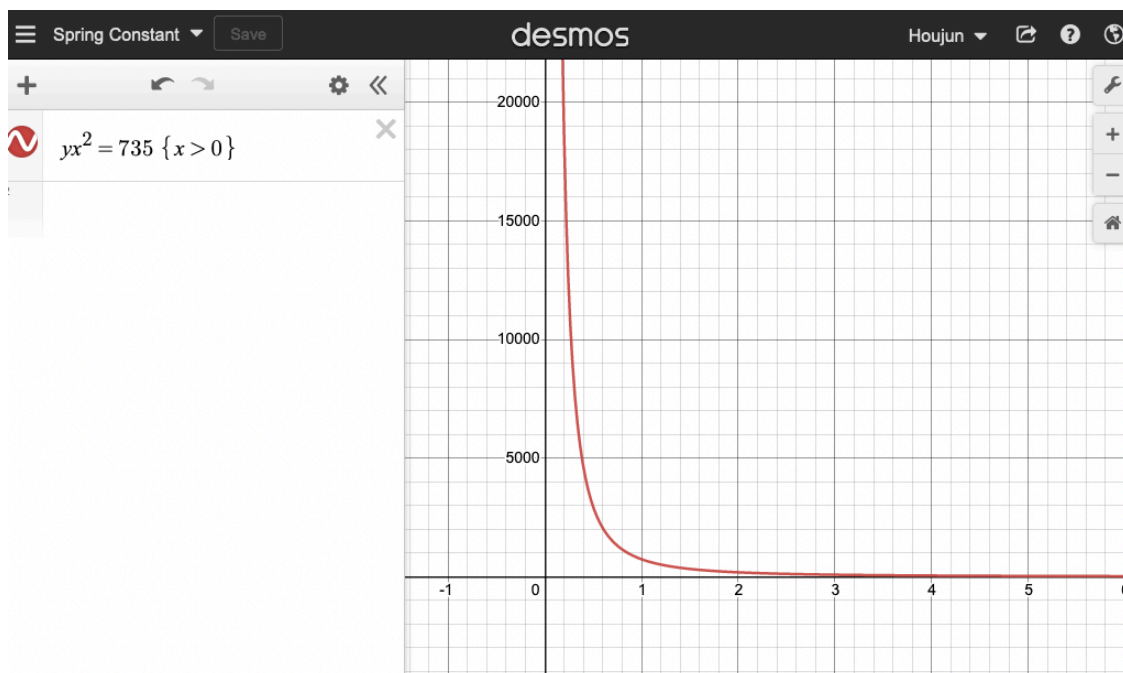 Spring Constant Save desmos Houjun
yx² = 735 {x > 0}
20000
15000
10000
5000
-1 0 1 2 3 4 5